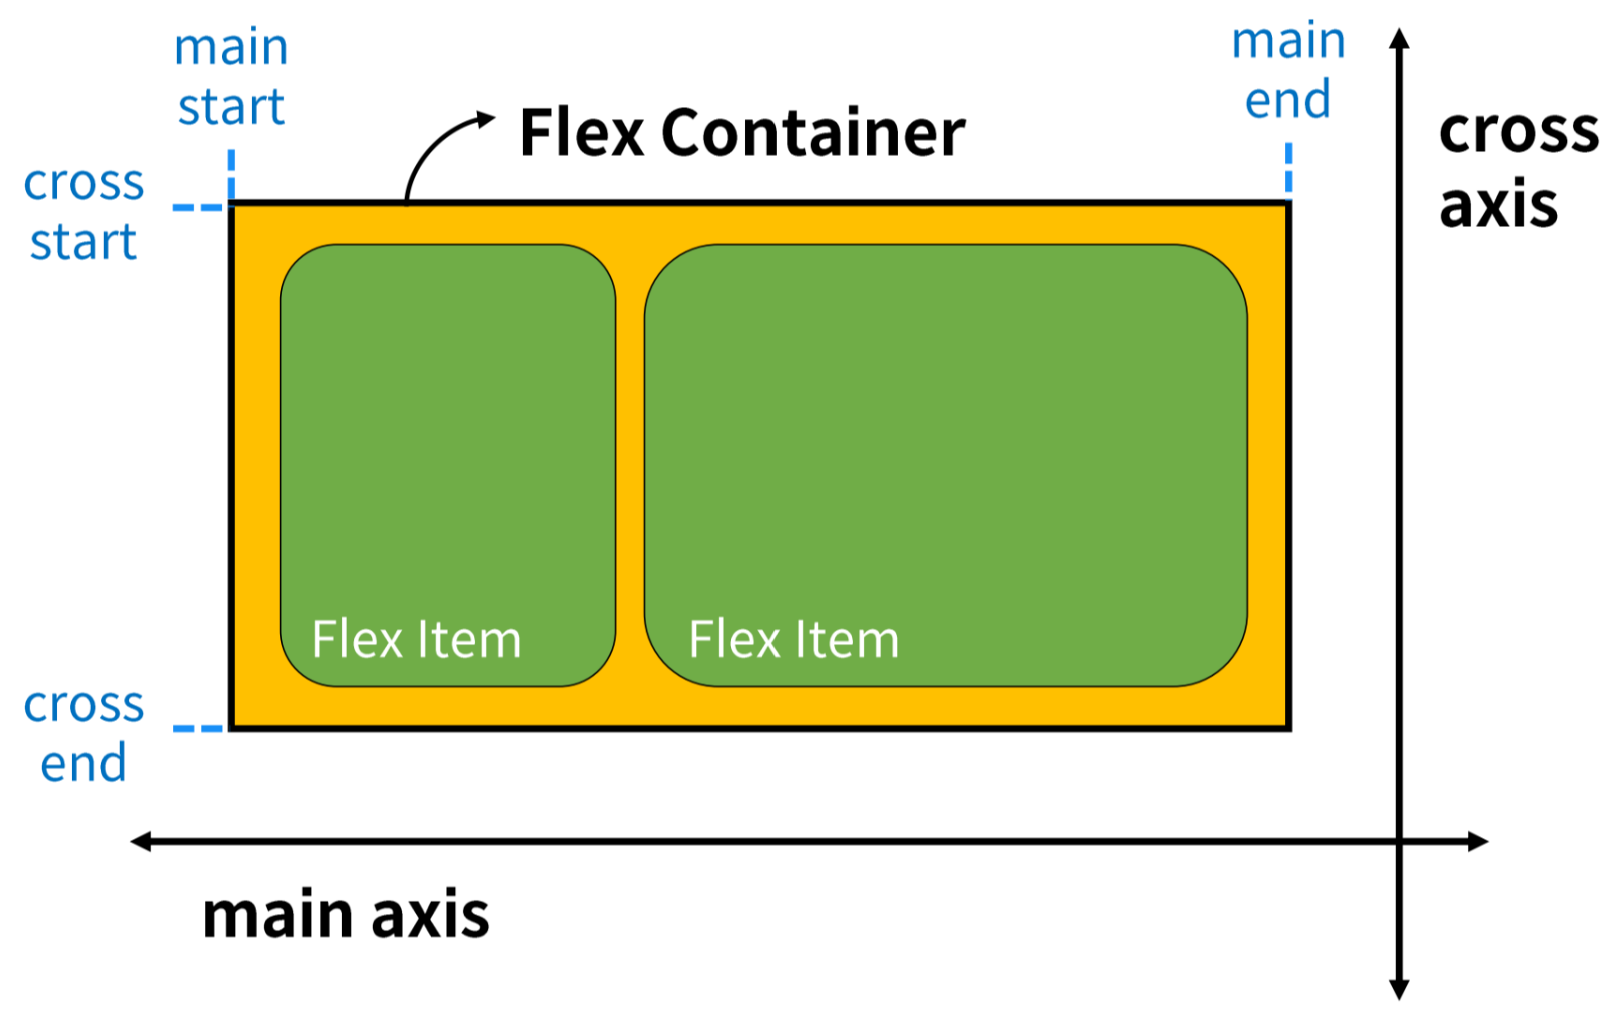 main
start
main
end
Flex Container
cross
axis
cross
start
Flex Item
Flex Item
cross
end
main axis